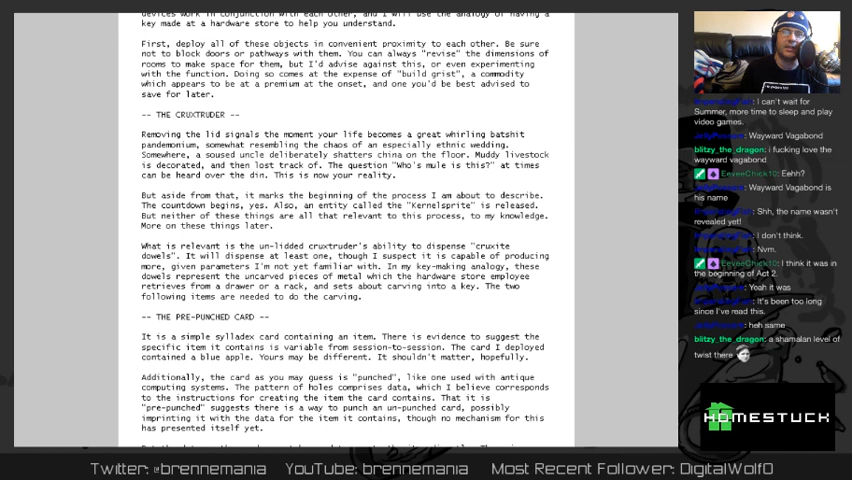 devices work in conjunction with each other, and I will use the analogy of having a
key made at a hardware store to help you understand.
First, deploy all of these objects in convenient proximity to each other. Be sure
not to block doors or pathways with them. You can always "revise" the dimensions of
rooms to make space for them, but I'd advise against this, or even experimenting
with the function. Doing so comes at the expense of "build grist", a commodity
which appears to be at a premium at the onset, and one you'd be best advised to
save for later.
-- THE CRUXTRUDER --
Removing the lid signals the moment your life becomes a great whirling batshit
pandemonium, somewhat resembling the chaos of an especially ethnic wedding.
Somewhere, a soused uncle deliberately shatters china on the floor. Muddy livestock
is decorated, and then lost track of. The question "Who's mule is this?" at times
can be heard over the din. This is now your reality.
But aside from that, it marks the beginning of the process I am about to describe.
The countdown begins, yes. Also, an entity called the "Kernelsprite" is released.
But neither of these things are all that relevant to this process, to my knowledge.
More on these things later.
What is relevant is the un-lidded cruxtruder's ability to dispense "cruxite
dowels". It will dispense at least one, though I suspect it is capable of producing
more, given parameters I'm not yet familiar with. In my key-making analogy, these
dowels represent the uncarved pieces of metal which the hardware store employee
retrieves from a drawer or a rack, and sets about carving into a key. The two
following items are needed to do the carving.
-- THE PRE-PUNCHED CARD --
It is a simple sylladex card containing an item. There is evidence to suggest the
specific item it contains is variable from session-to-session. The card I deployed
contained a blue apple. Yours may be different. It shouldn't matter, hopefully.
Additionally, the card as you may guess is "punched", like one used with antique
computing systems. The pattern of holes comprises data, which I believe corresponds
to the instructions for creating the item the card contains. That it is
"pre-punched" suggests there is a way to punch an un-punched card, possibly
imprinting it with the data for the item it contains, though no mechanism for this
has presented itself yet.
I can't wait for
Summer, more time to sleep and play
video games.
Wayward Vagabond
blitzy_the_dragon: i fucking love the
wayward vagabond
EeveeChick10: Eehh?
Wayward Vagabond is
his name
Shh, the name wasn't
revealed yet!
I don't think.
Nvm.
EeveeChick10: I think it was in
the beginning of Act 2.
Yeah it was
It's been too long
since I've read this.
heh same
blitzy_the_dragon: a shamalan level of
twist there
HOMESTUCK
Twitter: @brennemania YouTube: brennemania Most Recent Follower: DigitalWolf0